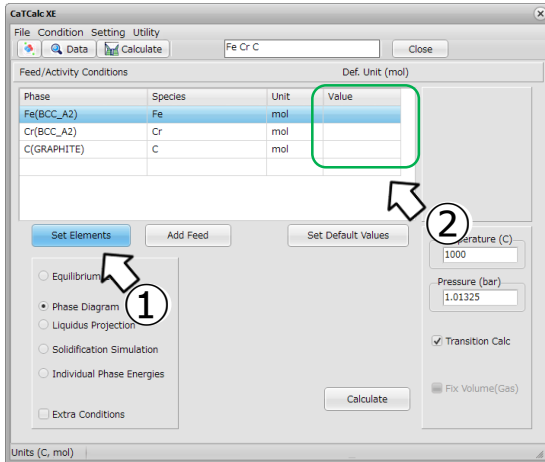 CaTCalc XE
File Condition Setting Utility
Data Calculate Fe Cr C Close
Feed/Activity Conditions Def. Unit (mol)
Phase Species Unit Value
Fe(BCC_A2) Fe mol
Cr(BCC_A2) Cr mol
C(GRAPHITE) C mol
Set Elements Add Feed Set Default Values
2
perature (C)
1000
Equilibrium
1
Pressure (bar)
1.01325
Phase Diagram
Liquidus Projection
Transition Calc
Solidification Simulation
Individual Phase Energies
Fix Volume(Gas)
Calculate
Extra Conditions
Units (C, mol)